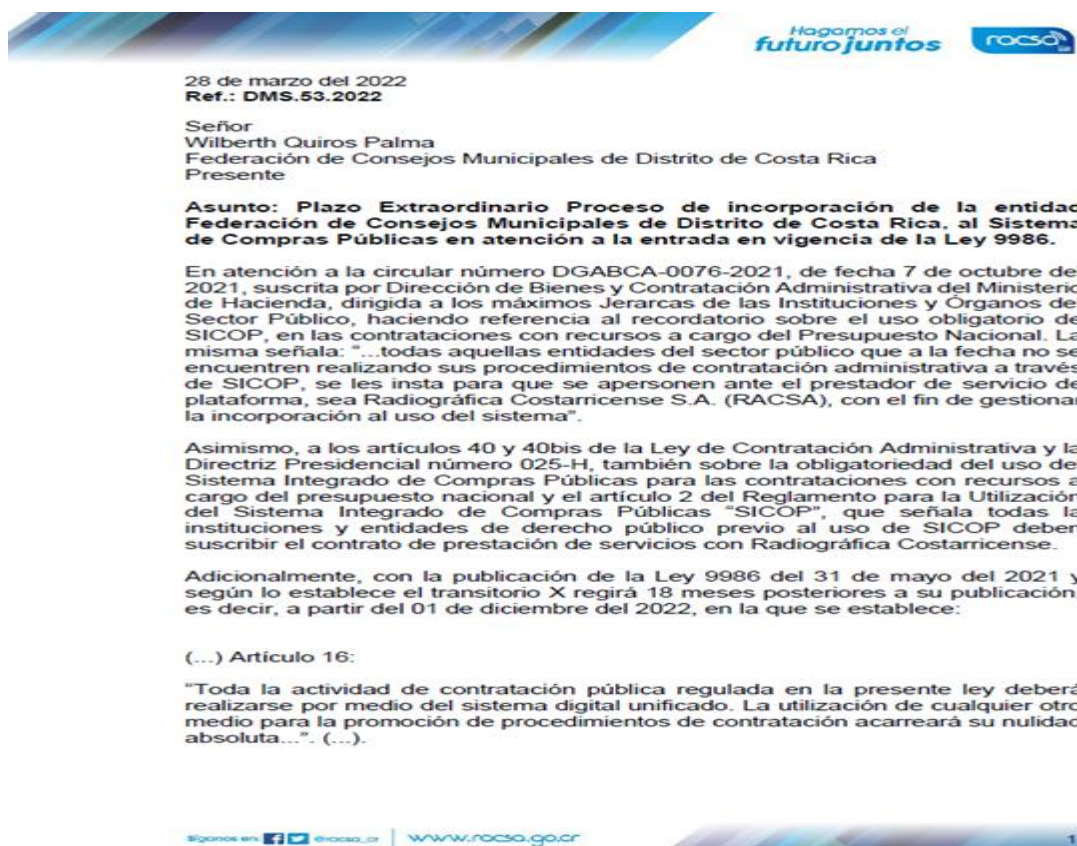 Hagamos el
futuro juntos
racsa
28 de marzo del 2022
Ref.: DMS.53.2022
Señor
Wilberth Quiros Palma
Federación de Consejos Municipales de Distrito de Costa Rica
Presente
Asunto: Plazo Extraordinario Proceso de incorporación de la entidad
Federación de Consejos Municipales de Distrito de Costa Rica, al Sistema
de Compras Públicas en atención a la entrada en vigencia de la Ley 9986.
En atención a la circular número DGABCA-0076-2021, de fecha 7 de octubre de
2021, suscrita por Dirección de Bienes y Contratación Administrativa del Ministerio
de Hacienda, dirigida a los máximos Jerarcas de las Instituciones y Órganos de
Sector Público, haciendo referencia al recordatorio sobre el uso obligatorio de
SICOP, en las contrataciones con recursos a cargo del Presupuesto Nacional. La
misma señala: "...todas aquellas entidades del sector público que a la fecha no se
encuentren realizando sus procedimientos de contratación administrativa a través
de SICOP, se les insta para que se apersonen ante el prestador de servicio de
plataforma, sea Radiográfica Costarricense S.A. (RACSA), con el fin de gestionar
la incorporación al uso del sistema".
Asimismo, a los artículos 40 y 40bis de la Ley de Contratación Administrativa y la
Directriz Presidencial número 025-H, también sobre la obligatoriedad del uso de
Sistema Integrado de Compras Públicas para las contrataciones con recursos a
cargo del presupuesto nacional y el artículo 2 del Reglamento para la Utilización
del Sistema Integrado de Compras Públicas "SICOP", que señala todas la
instituciones y entidades de derecho público previo al uso de SICOP deben
suscribir el contrato de prestación de servicios con Radiográfica Costarricense.
Adicionalmente, con la publicación de la Ley 9986 del 31 de mayo del 2021 y
según lo establece el transitorio X regirá 18 meses posteriores a su publicación,
es decir, a partir del 01 de diciembre del 2022, en la que se establece:
(...) Artículo 16:
"Toda la actividad de contratación pública regulada en la presente ley deberá
realizarse por medio del sistema digital unificado. La utilización de cualquier otro
medio para la promoción de procedimientos de contratación acarreará su nulidad
absoluta...". (...).
Síganos en: @racsa_cr | www.racsa.go.cr
1